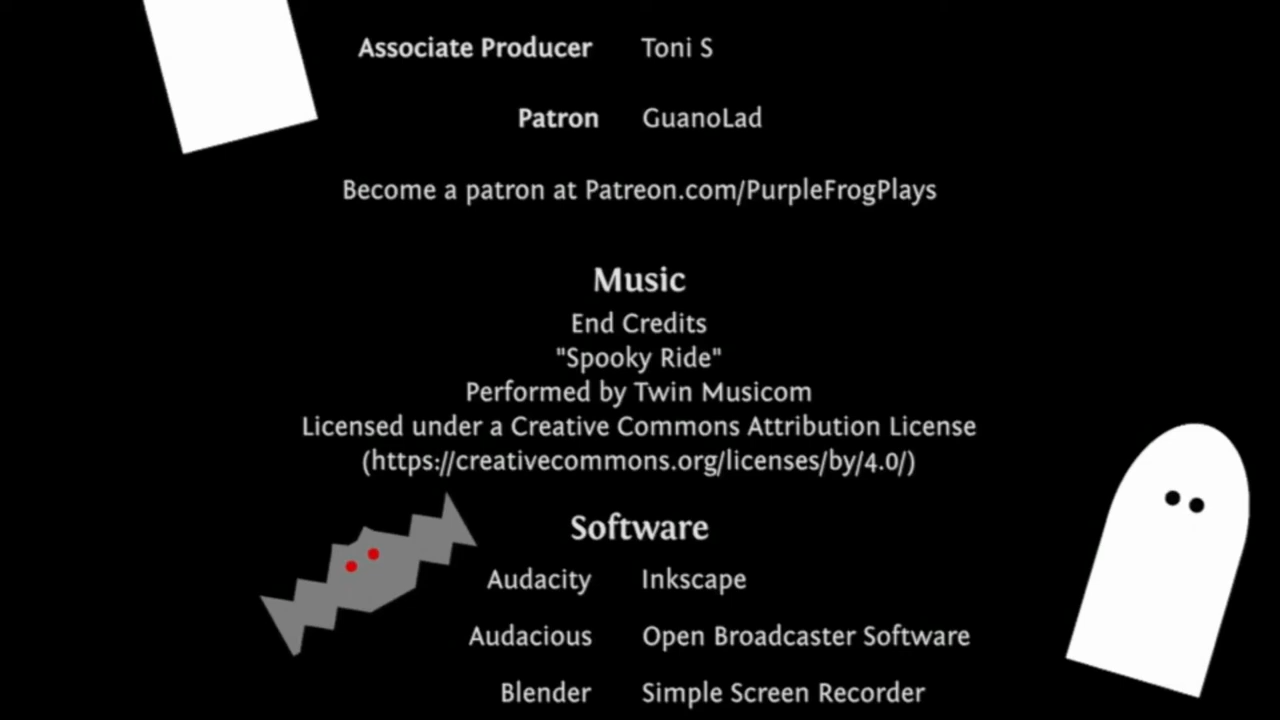 Associate Producer Toni S
Patron GuanoLad
Become a patron at Patreon.com/PurpleFrogPlays
Music
End Credits
"Spooky Ride"
Performed by Twin Musicom
Licensed under a Creative Commons Attribution License
(https://creativecommons.org/licenses/by/4.0/)
Software
Audacity Inkscape
Audacious Open Broadcaster Software
Blender Simple Screen Recorder